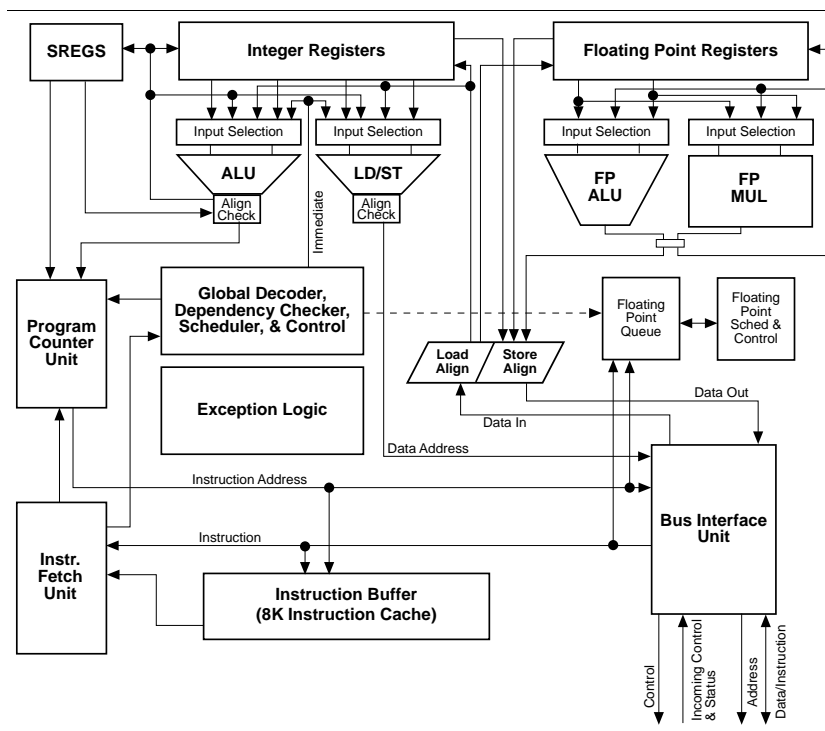 SREGS
Integer Registers
Floating Point Registers
Input Selection
Input Selection
Input Selection
Input Selection
ALU
LD/ST
FP
ALU
FP
MUL
Align
Check
Align
Check
Immediate
Program
Counter
Unit
Global Decoder,
Dependency Checker,
Scheduler, & Control
Floating
Point
Queue
Floating
Point
Sched &
Control
Load
Align
Store
Align
Exception Logic
Data Out
Data In
Data Address
Instruction Address
Bus Interface
Unit
Instruction
Instr.
Fetch
Unit
Instruction Buffer
(8K Instruction Cache)
Control
Incoming Control
& Status
Address
Data/Instruction